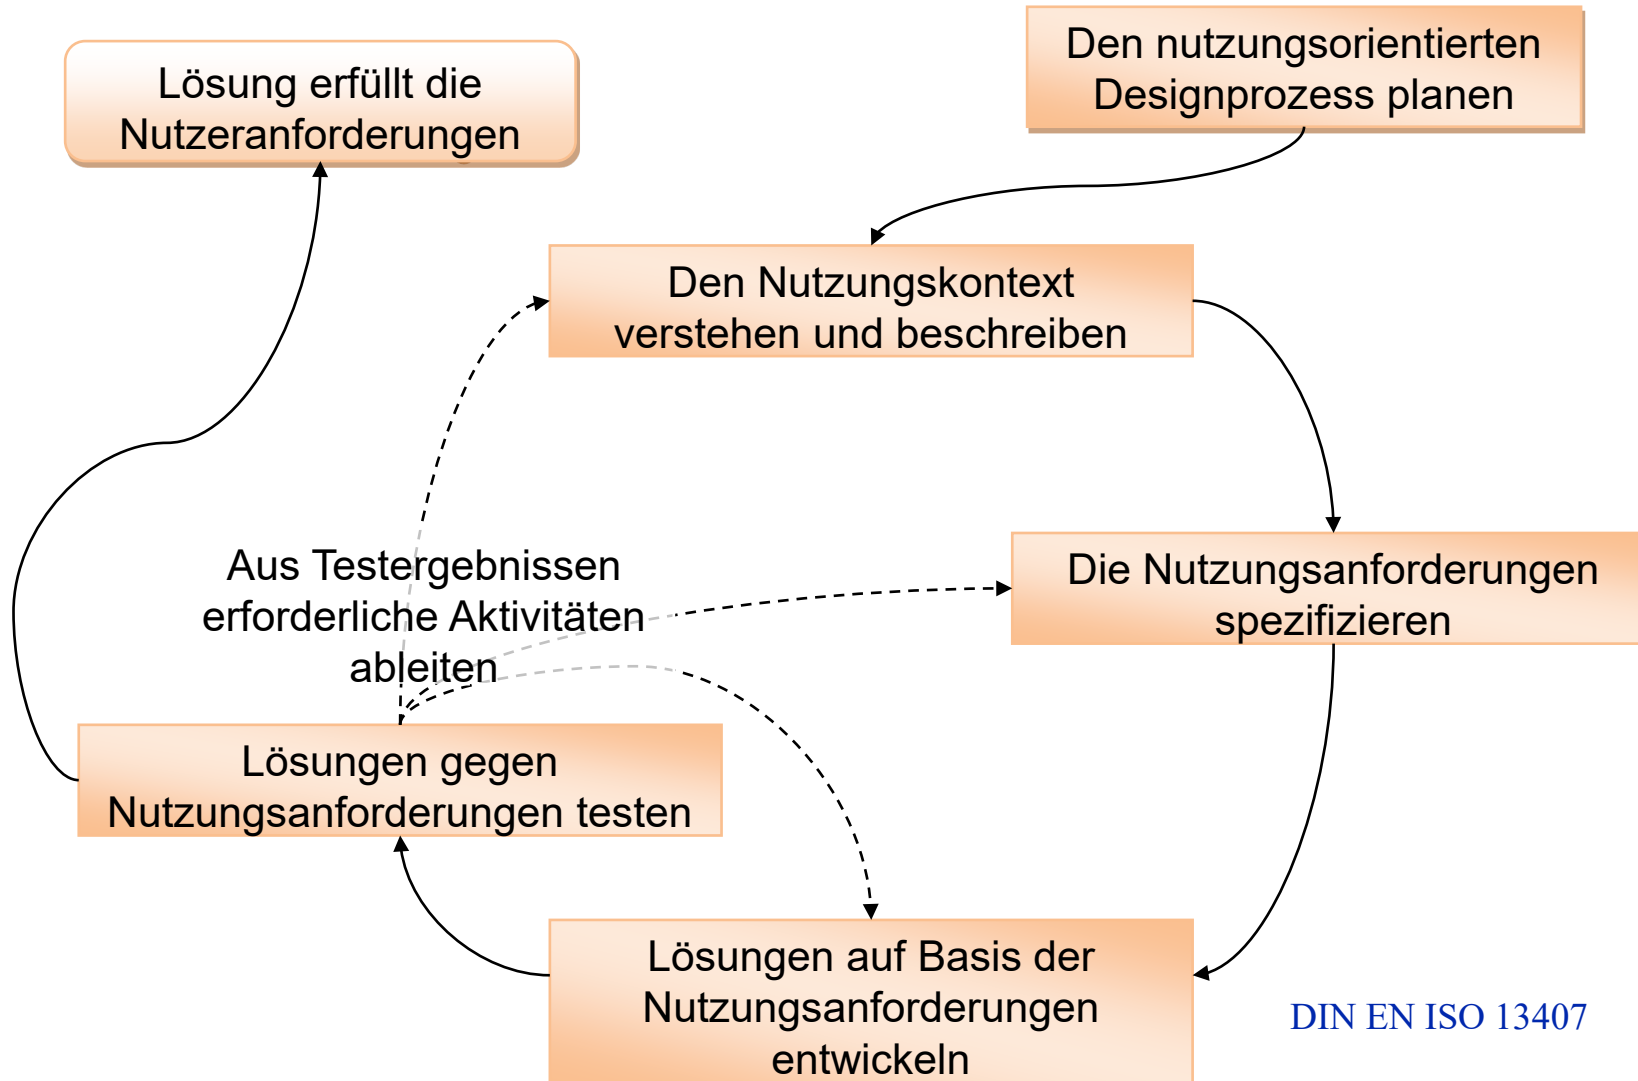 Lösung erfüllt die
Nutzeranforderungen
Den nutzungsorientierten
Designprozess planen
Den Nutzungskontext
verstehen und beschreiben
Aus Testergebnissen
erforderliche Aktivitäten
ableiten
Die Nutzungsanforderungen
spezifizieren
Lösungen gegen
Nutzungsanforderungen testen
Lösungen auf Basis der
Nutzungsanforderungen
entwickeln
DIN EN ISO 13407